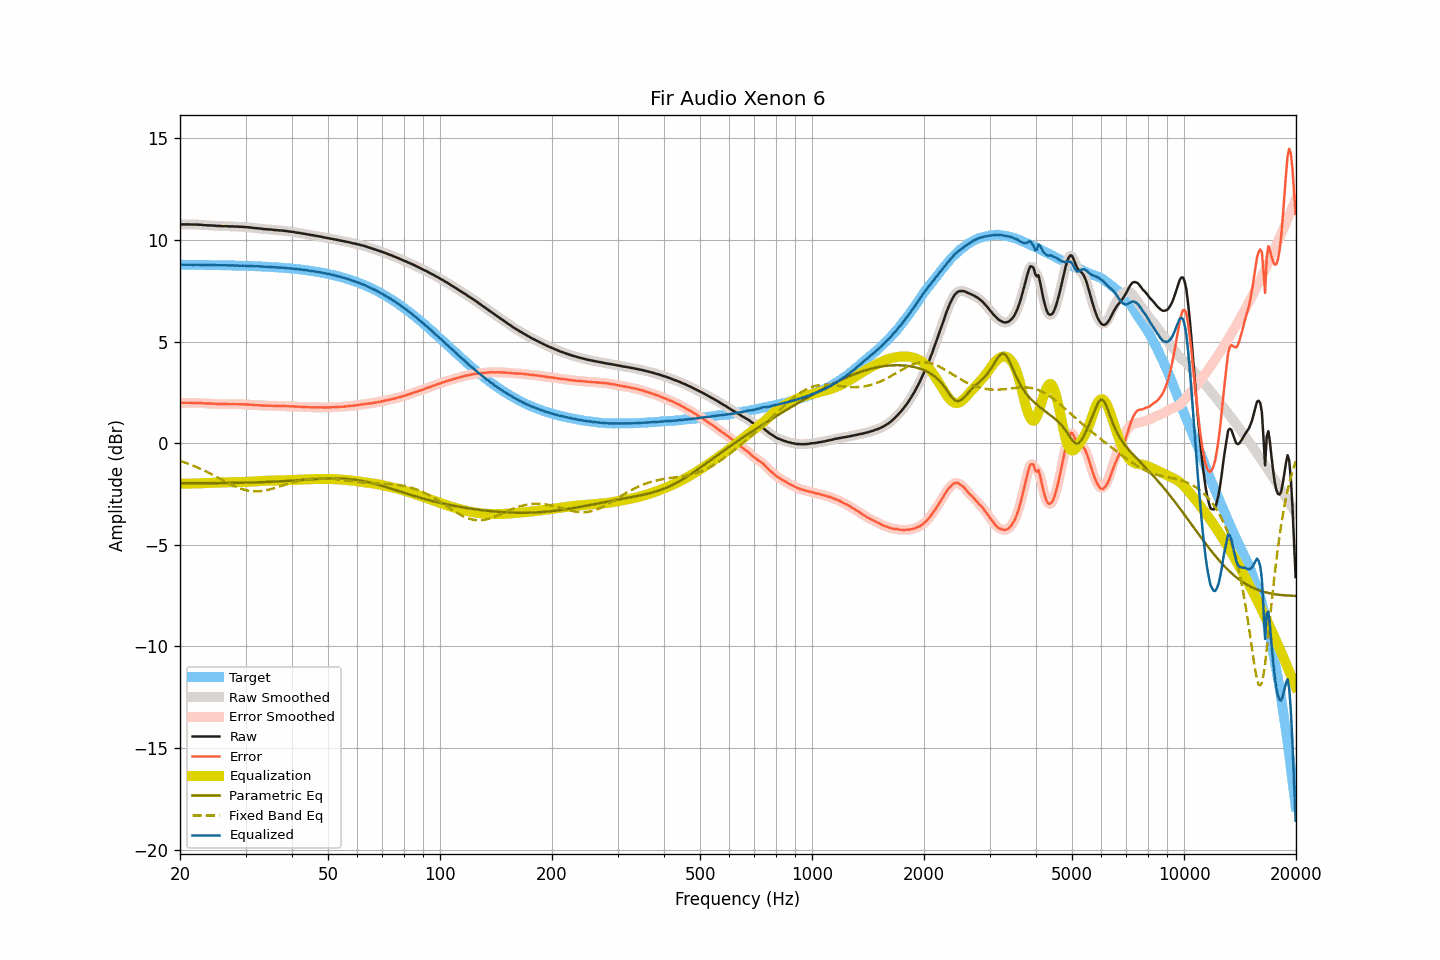 Fir Audio Xenon 6
15
10
5
0
−5
−10
−15
−20
Amplitude (dBr)
Target
Raw Smoothed
Error Smoothed
Raw
Error
Equalization
Parametric Eq
Fixed Band Eq
Equalized
20 50 100 200 500 1000 2000 5000 10000 20000
Frequency (Hz)